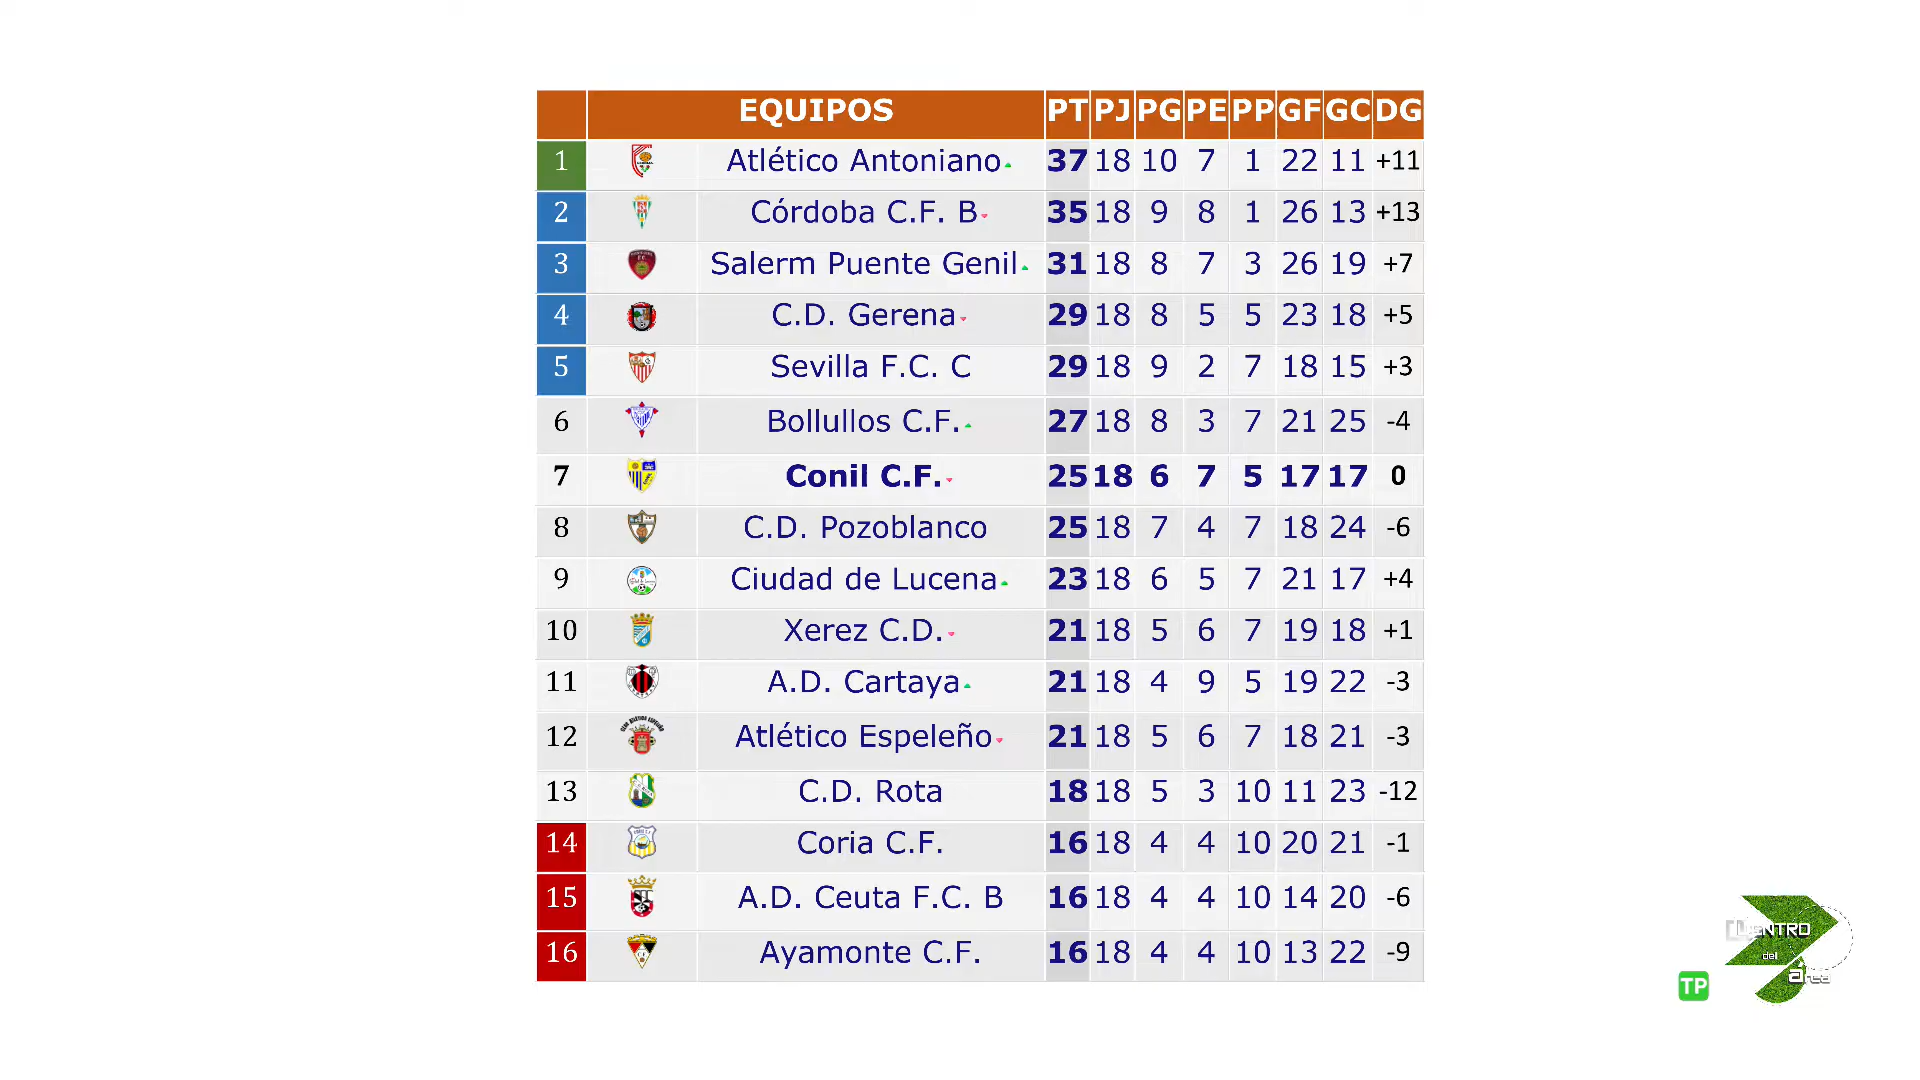 EQUIPOS PT PJ PG PE PP GF GC DG
1 Atlético Antoniano 37 18 10 7 1 22 11 +11
2 Córdoba C.F. B 35 18 9 8 1 26 13 +13
3 Salerm Puente Genil 31 18 8 7 3 26 19 +7
4 C.D. Gerena 29 18 8 5 5 23 18 +5
5 Sevilla F.C. C 29 18 9 2 7 18 15 +3
6 Bollullos C.F. 27 18 8 3 7 21 25 -4
7 Conil C.F. 25 18 6 7 5 17 17 0
8 C.D. Pozoblanco 25 18 7 4 7 18 24 -6
9 Ciudad de Lucena 23 18 6 5 7 21 17 +4
10 Xerez C.D. 21 18 5 6 7 19 18 +1
11 A.D. Cartaya 21 18 4 9 5 19 22 -3
12 Atlético Espeleño 21 18 5 6 7 18 21 -3
13 C.D. Rota 18 18 5 3 10 11 23 -12
14 Coria C.F. 16 18 4 4 10 20 21 -1
15 A.D. Ceuta F.C. B 16 18 4 4 10 14 20 -6
16 Ayamonte C.F. 16 18 4 4 10 13 22 -9
DENTRO
del
área
TP